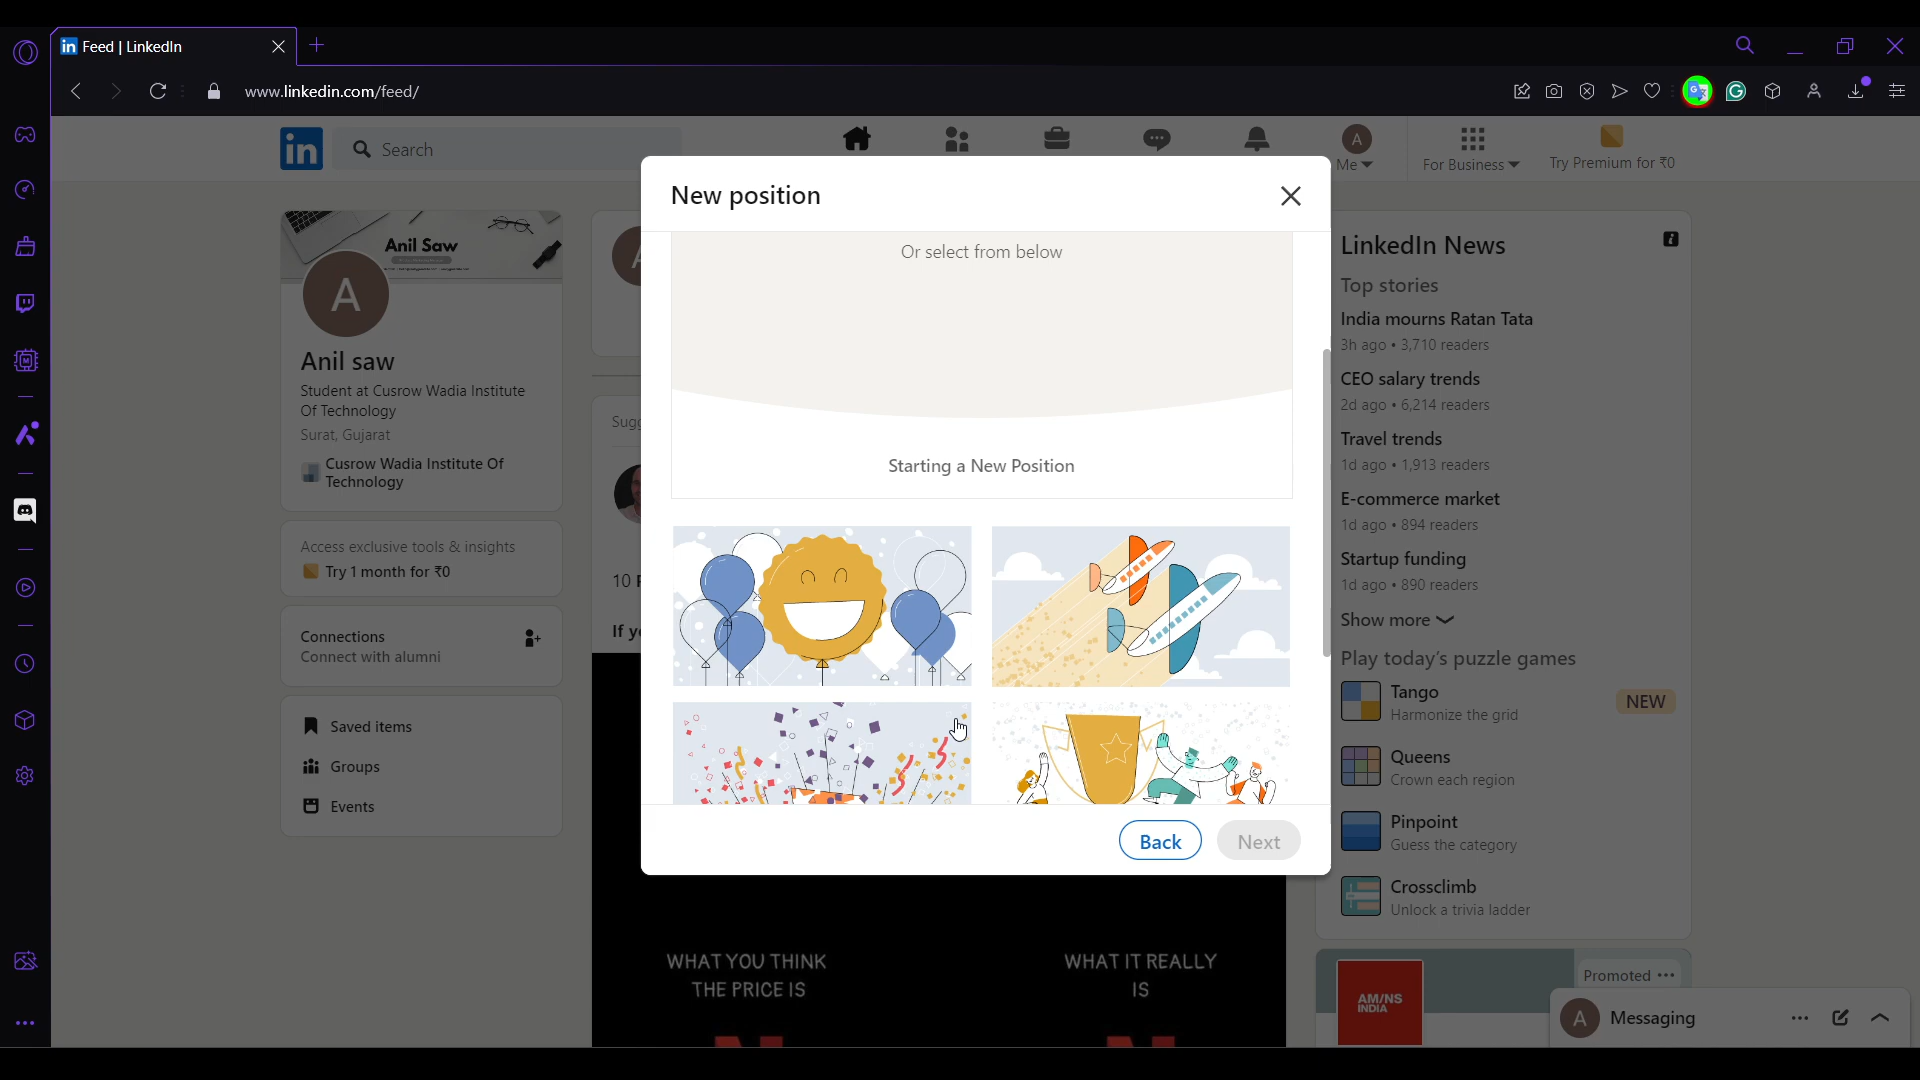 Feed | LinkedIn
www.linkedin.com/feed/
in
Search
A
Me
For Business
Try Premium for ₹0
New position
Or select from below
Starting a New Position
Back
Next
Anil Saw
A
Anil saw
Student at Cusrow Wadia Institute
Of Technology
Surat, Gujarat
Cusrow Wadia Institute Of
Technology
Access exclusive tools & insights
Try 1 month for ₹0
Connections
Connect with alumni
Saved items
Groups
Events
Sugg
10 F
If yo
WHAT YOU THINK
THE PRICE IS
WHAT IT REALLY
IS
LinkedIn News
Top stories
India mourns Ratan Tata
3h ago • 3,710 readers
CEO salary trends
2d ago • 6,214 readers
Travel trends
1d ago • 1,913 readers
E-commerce market
1d ago • 894 readers
Startup funding
1d ago • 890 readers
Show more
Play today's puzzle games
Tango
Harmonize the grid
NEW
Queens
Crown each region
Pinpoint
Guess the category
Crossclimb
Unlock a trivia ladder
Promoted
AM/NS
INDIA
A
Messaging